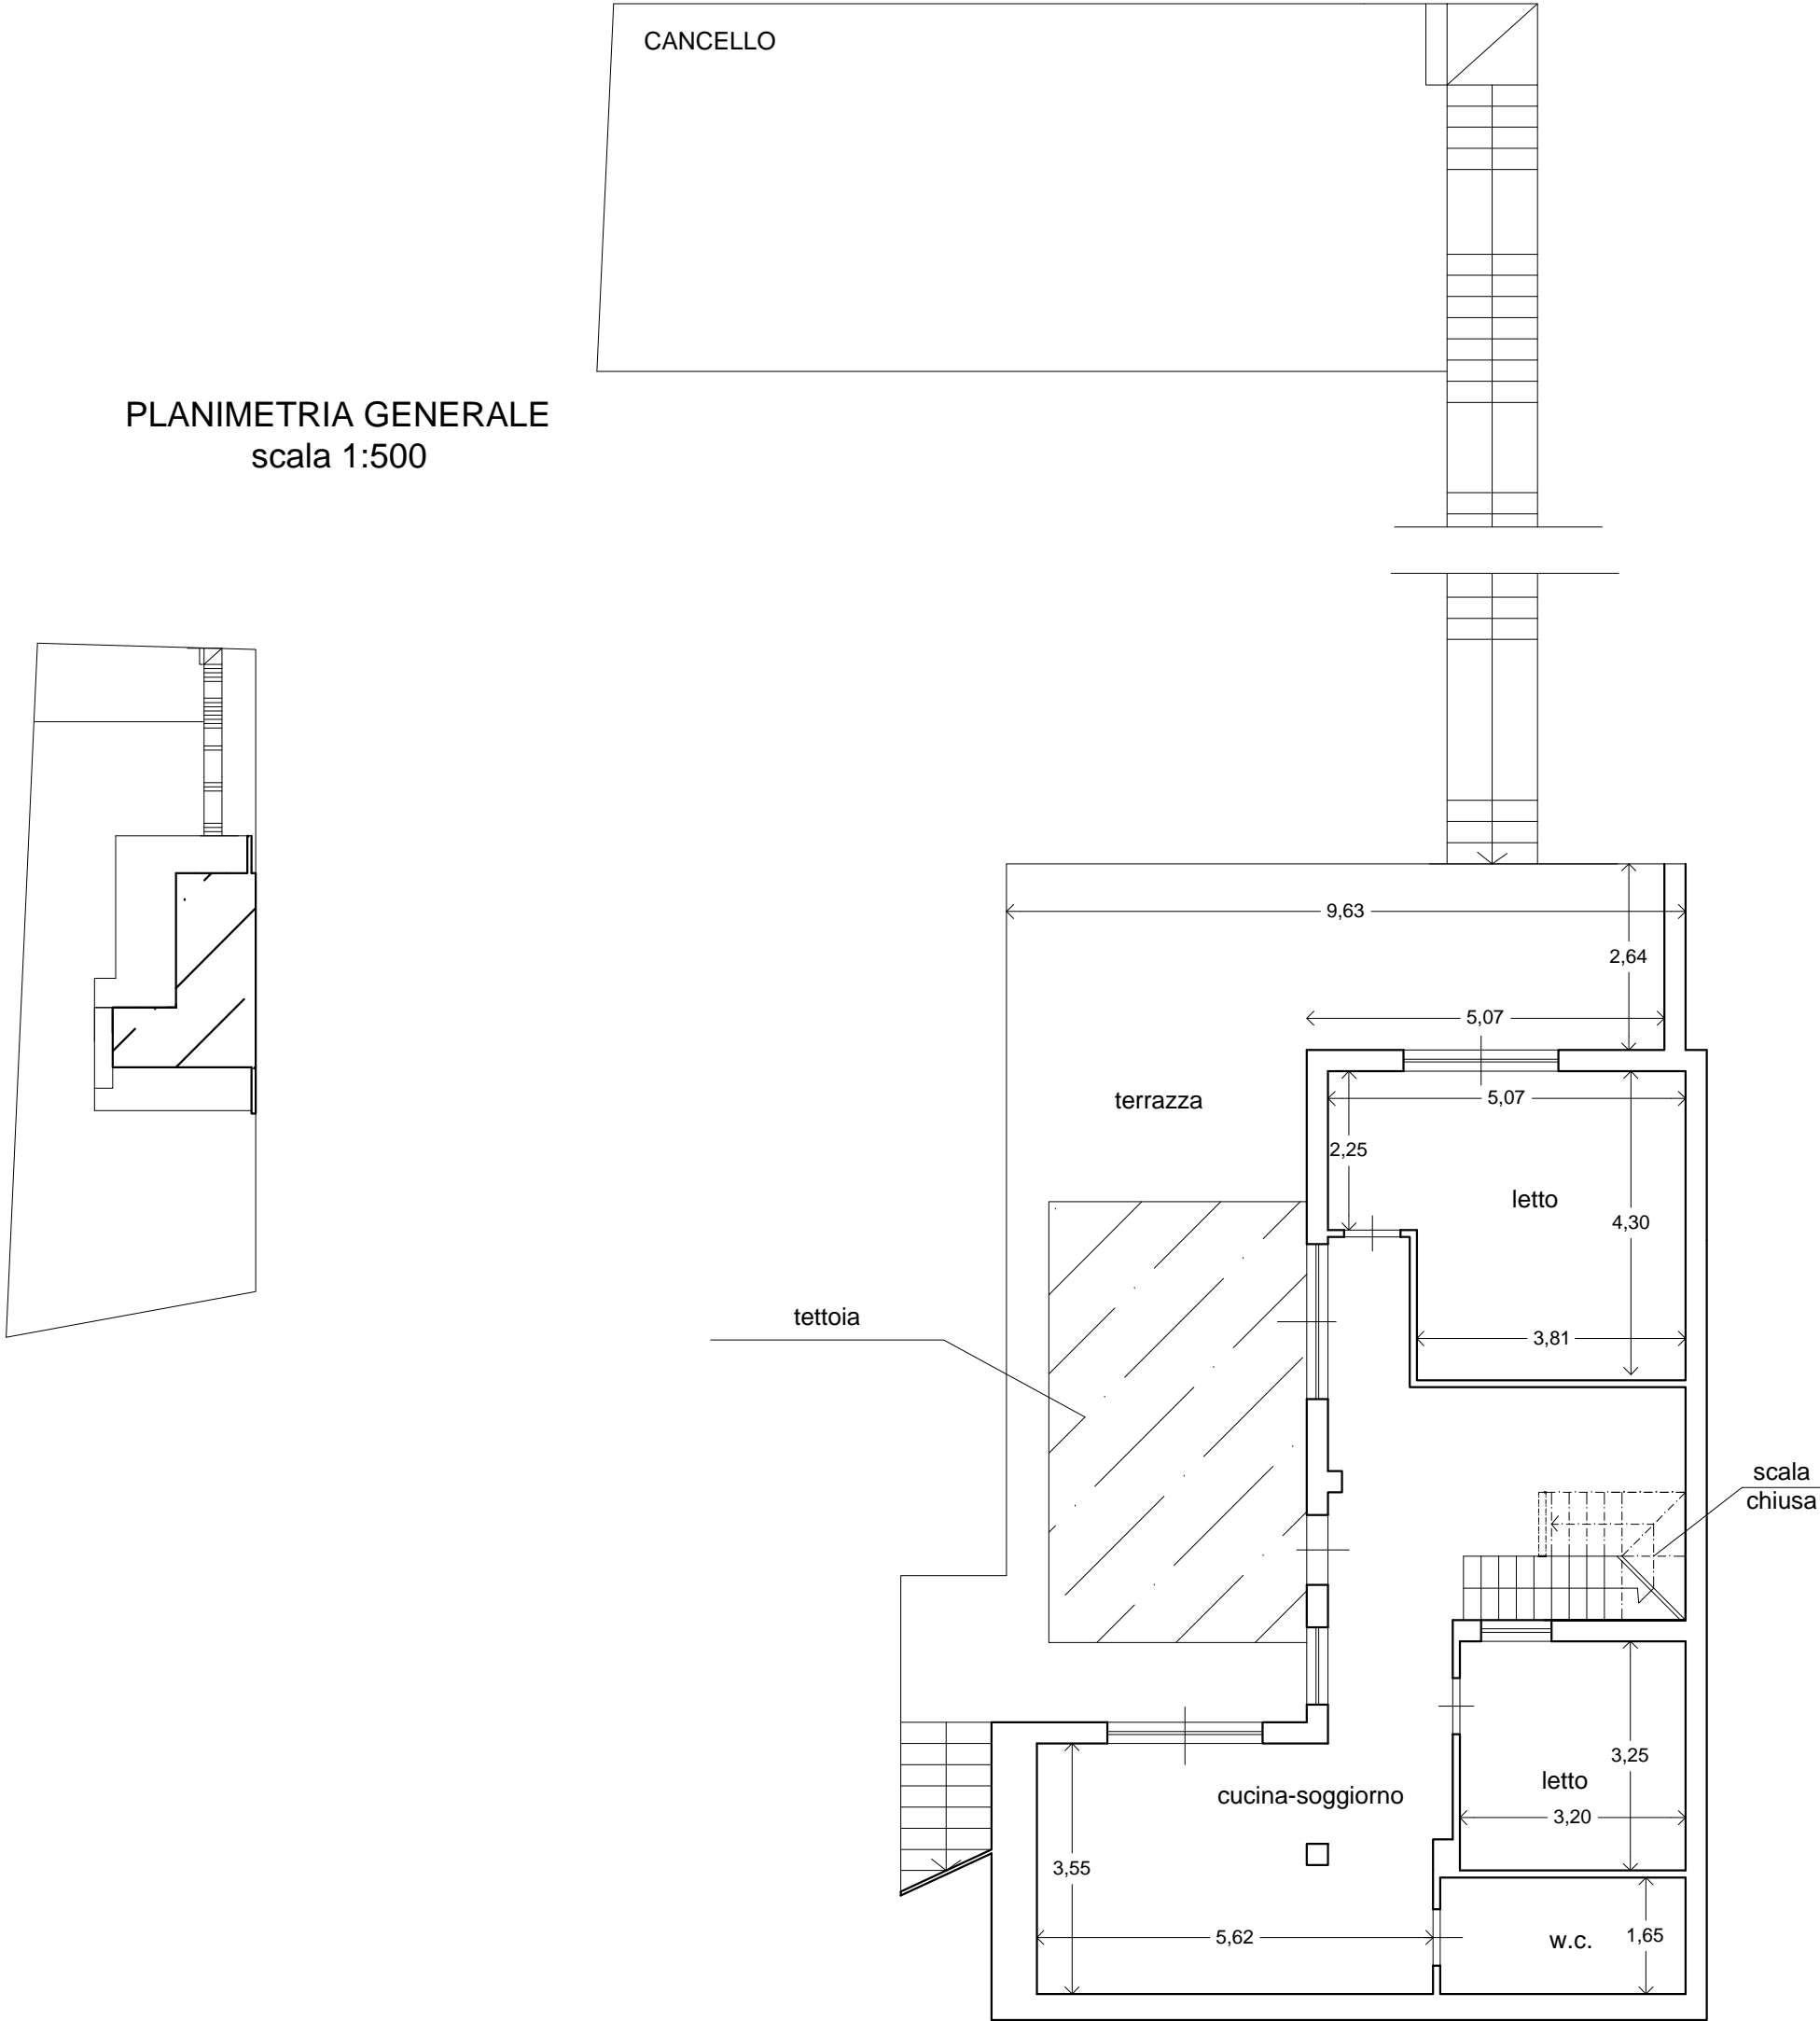 CANCELLO
PLANIMETRIA GENERALE
scala 1:500
9,63
2,64
5,07
terrazza
5,07
2,25
letto
4,30
tettoia
3,81
scala
chiusa
3,25
letto
cucina-soggiorno
3,20
3,55
5,62
w.c.
1,65